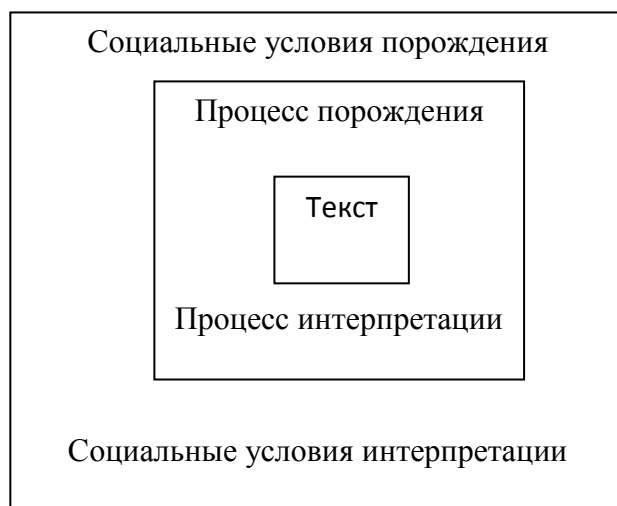 Социальные условия порождения
Процесс порождения
Текст
Процесс интерпретации
Социальные условия интерпретации